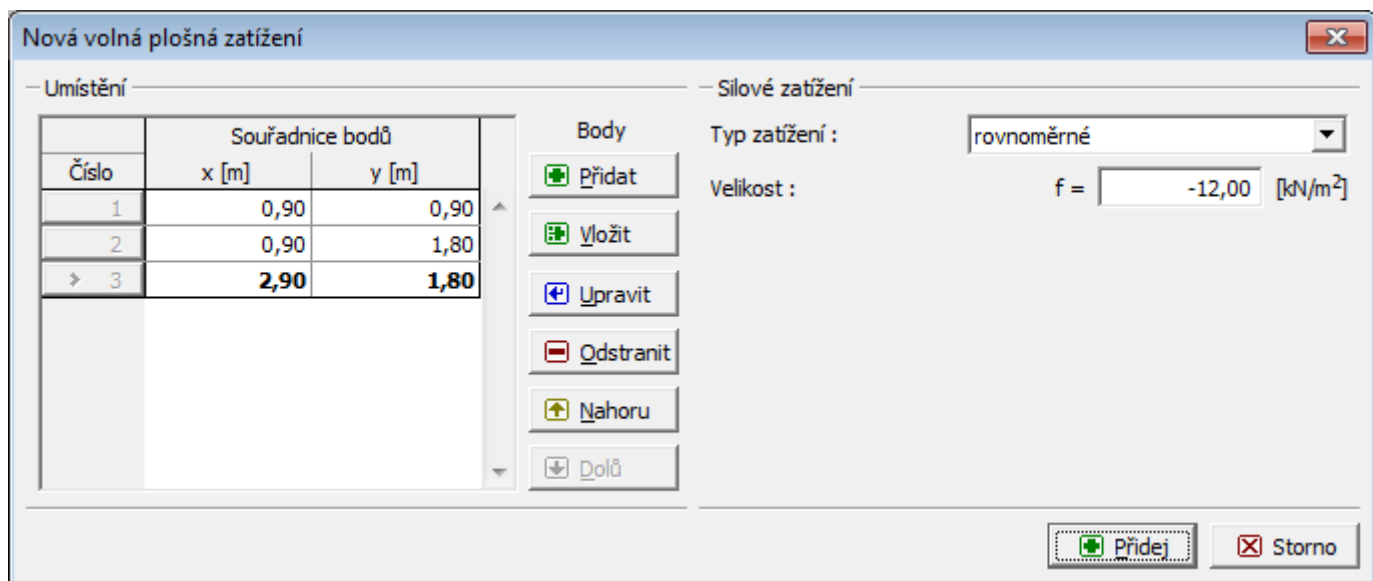 Nová volná plošná zatížení
Umístění
Souřadnice bodů
Číslo x [m] y [m]
1 0,90 0,90
2 0,90 1,80
> 3 2,90 1,80
Body
Přidat
Vložit
Upravit
Odstranit
Nahoru
Dolů
Silové zatížení
Typ zatížení : rovnoměrné
Velikost : f = -12,00 [kN/m²]
Přidej Storno